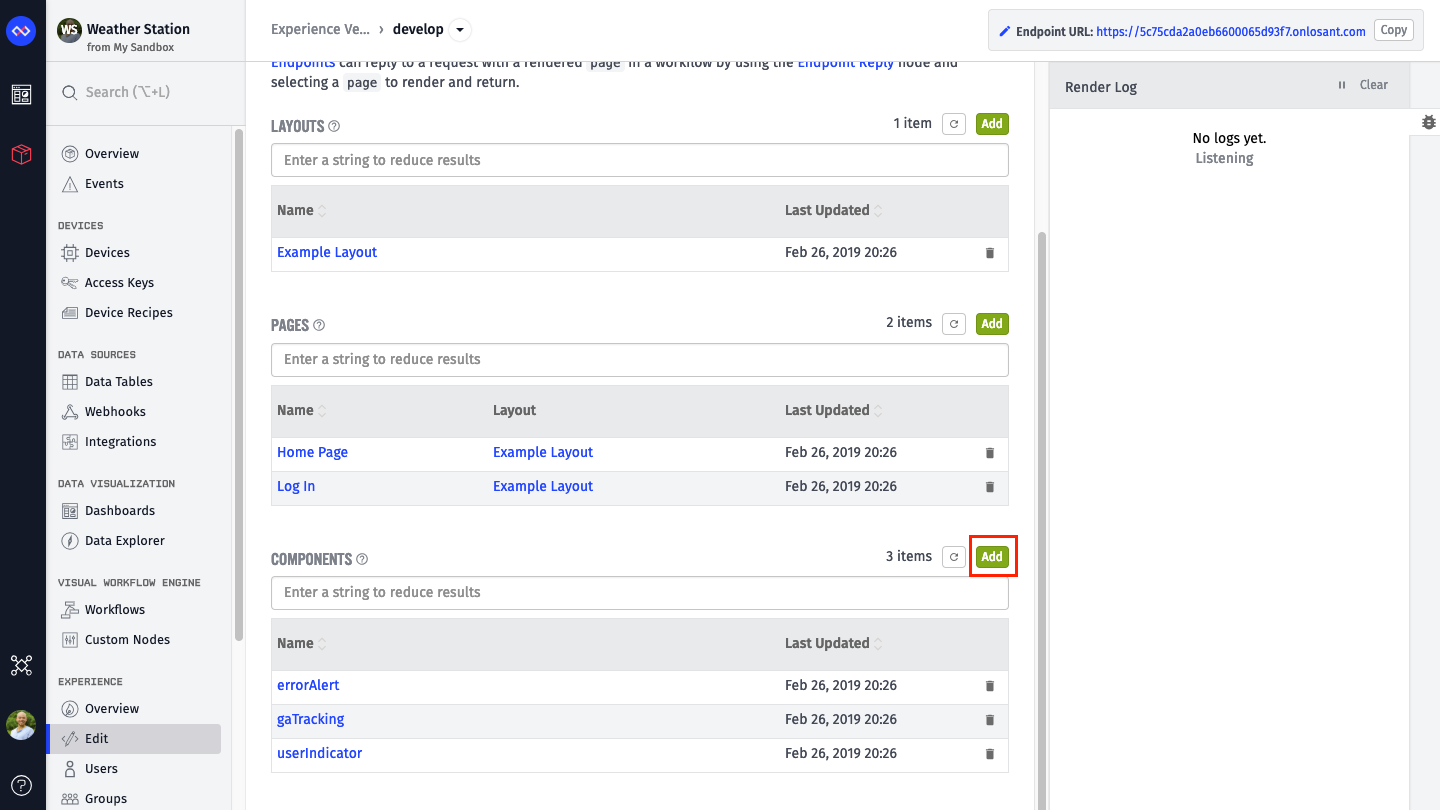 WS
Weather Station
from My Sandbox
Search (⌥+L)
Overview
Events
DEVICES
Devices
Access Keys
Device Recipes
DATA SOURCES
Data Tables
Webhooks
Integrations
DATA VISUALIZATION
Dashboards
Data Explorer
VISUAL WORKFLOW ENGINE
Workflows
Custom Nodes
EXPERIENCE
Overview
Edit
Users
Groups
Experience Ve... › develop
Endpoint URL: https://5c75cda2a0eb6600065d93f7.onlosant.com
Copy
Endpoints can reply to a request with a rendered page in a workflow by using the Endpoint Reply node and
selecting a page to render and return.
LAYOUTS
1 item
Add
Enter a string to reduce results
Name Last Updated
Example Layout Feb 26, 2019 20:26
PAGES
2 items
Add
Enter a string to reduce results
Name Layout Last Updated
Home Page Example Layout Feb 26, 2019 20:26
Log In Example Layout Feb 26, 2019 20:26
COMPONENTS
3 items
Add
Enter a string to reduce results
Name Last Updated
errorAlert Feb 26, 2019 20:26
gaTracking Feb 26, 2019 20:26
userIndicator Feb 26, 2019 20:26
Render Log
Clear
No logs yet.
Listening